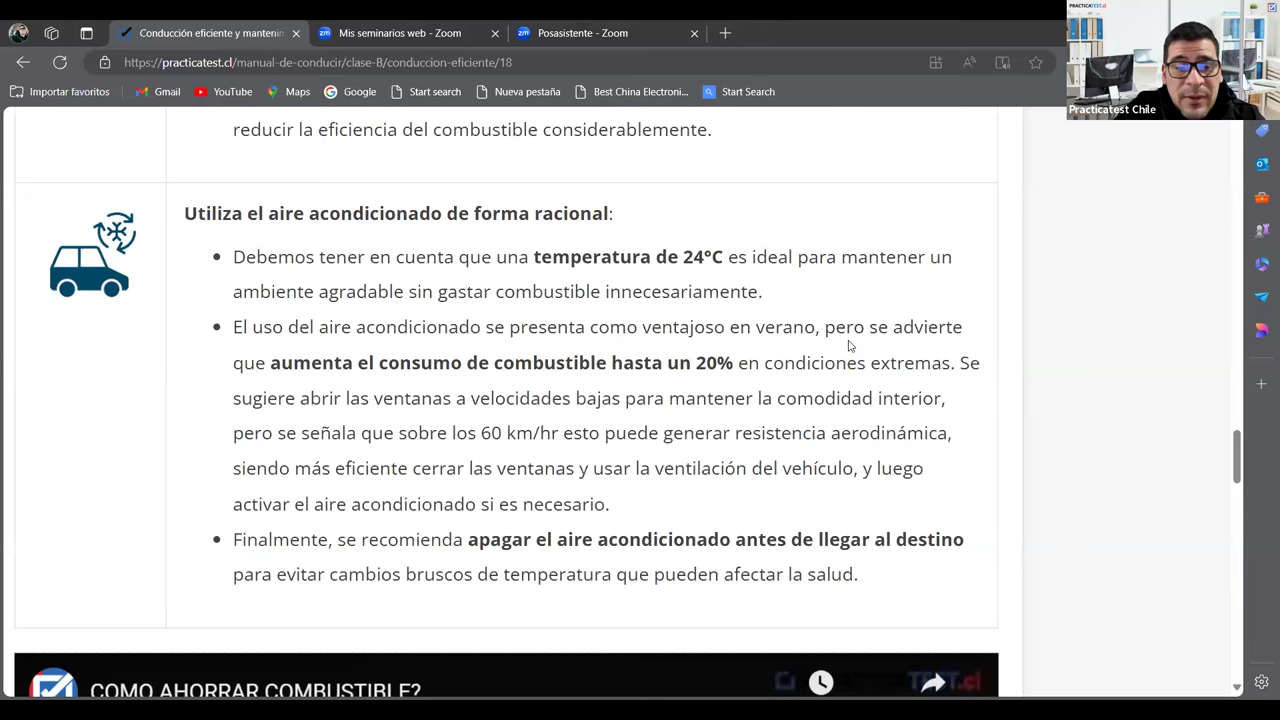 Conducción eficiente y mantenin
Mis seminarios web - Zoom
Posasistente - Zoom
https://practicatest.cl/manual-de-conducir/clase-B/conduccion-eficiente/18
Importar favoritos
Gmail
YouTube
Maps
Google
Start search
Nueva pestaña
Best China Electroni...
Start Search
PRACTICATEST.cl
Practicatest Chile
reducir la eficiencia del combustible considerablemente.
Utiliza el aire acondicionado de forma racional:
Debemos tener en cuenta que una temperatura de 24°C es ideal para mantener un
ambiente agradable sin gastar combustible innecesariamente.
El uso del aire acondicionado se presenta como ventajoso en verano, pero se advierte
que aumenta el consumo de combustible hasta un 20% en condiciones extremas. Se
sugiere abrir las ventanas a velocidades bajas para mantener la comodidad interior,
pero se señala que sobre los 60 km/hr esto puede generar resistencia aerodinámica,
siendo más eficiente cerrar las ventanas y usar la ventilación del vehículo, y luego
activar el aire acondicionado si es necesario.
Finalmente, se recomienda apagar el aire acondicionado antes de llegar al destino
para evitar cambios bruscos de temperatura que pueden afectar la salud.
COMO AHORRAR COMBUSTIBLE?
TEST.cl